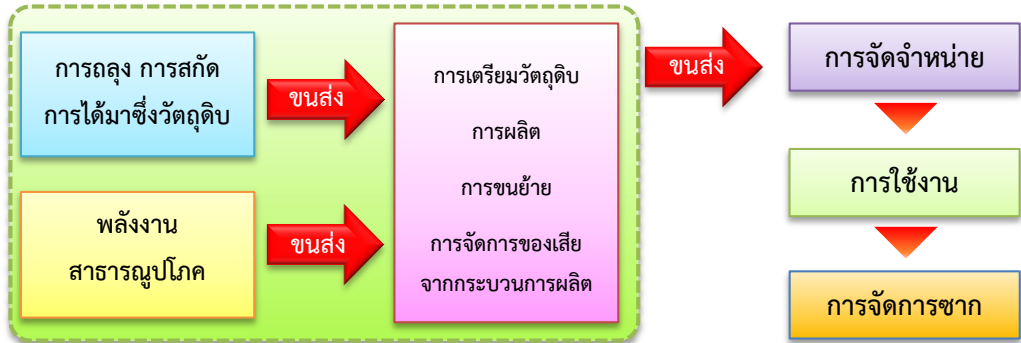 การถลุง การสกัด
การได้มาซึ่งวัตถุดิบ
ขนส่ง
พลังงาน
สาธารณูปโภค
ขนส่ง
การเตรียมวัตถุดิบ
การผลิต
การขนย้าย
การจัดการของเสีย
จากกระบวนการผลิต
ขนส่ง
การจัดจำหน่าย
การใช้งาน
การจัดการซาก